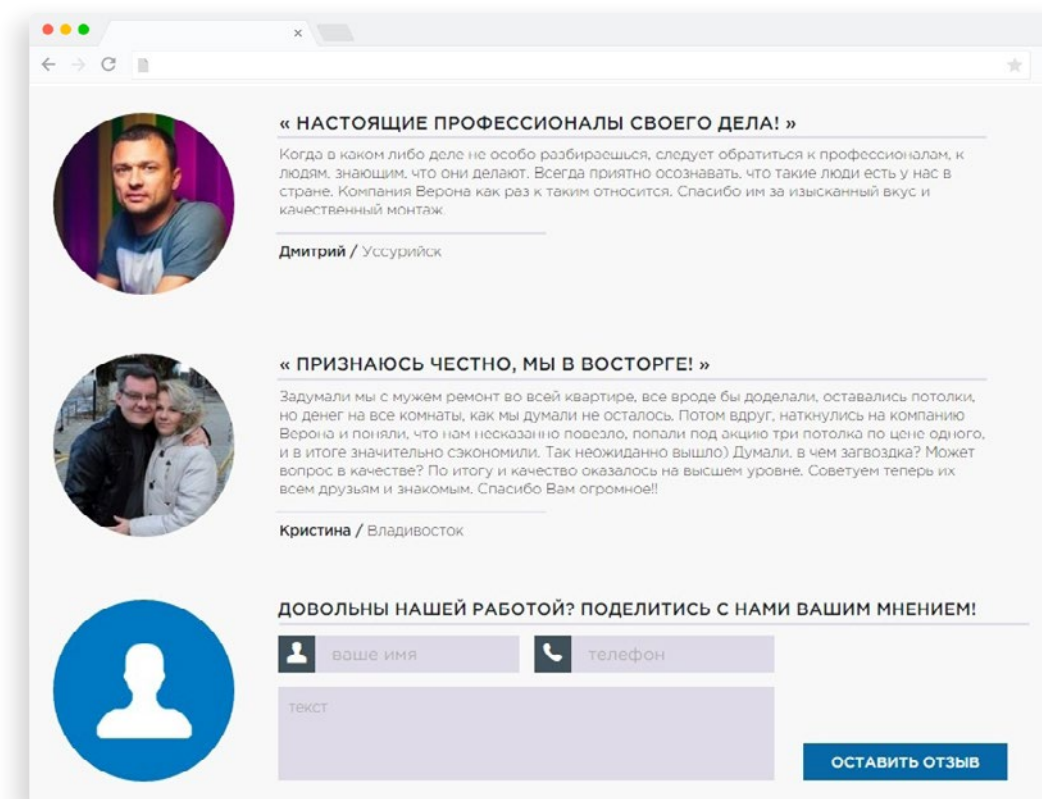 « НАСТОЯЩИЕ ПРОФЕССИОНАЛЫ СВОЕГО ДЕЛА! »
Когда в каком либо деле не особо разбираешься, следует обратиться к профессионалам, к
людям, знающим, что они делают. Всегда приятно осознавать, что такие люди есть у нас в
стране. Компания Верона как раз к таким относится. Спасибо им за изысканный вкус и
качественный монтаж.
Дмитрий / Уссурийск
« ПРИЗНАЮСЬ ЧЕСТНО, МЫ В ВОСТОРГЕ! »
Задумали мы с мужем ремонт во всей квартире, все вроде бы доделали, оставались потолки,
но денег на все комнаты, как мы думали не осталось. Потом вдруг, наткнулись на компанию
Верона и поняли, что нам несказанно повезло, попали под акцию три потолка по цене одного,
и в итоге значительно сэкономили. Так неожиданно вышло) Думали, в чем загвоздка? Может
вопрос в качестве? По итогу и качество оказалось на высшем уровне. Советуем теперь их
всем друзьям и знакомым. Спасибо Вам огромное!!
Кристина / Владивосток
ДОВОЛЬНЫ НАШЕЙ РАБОТОЙ? ПОДЕЛИТИСЬ С НАМИ ВАШИМ МНЕНИЕМ!
ваше имя
телефон
текст
ОСТАВИТЬ ОТЗЫВ